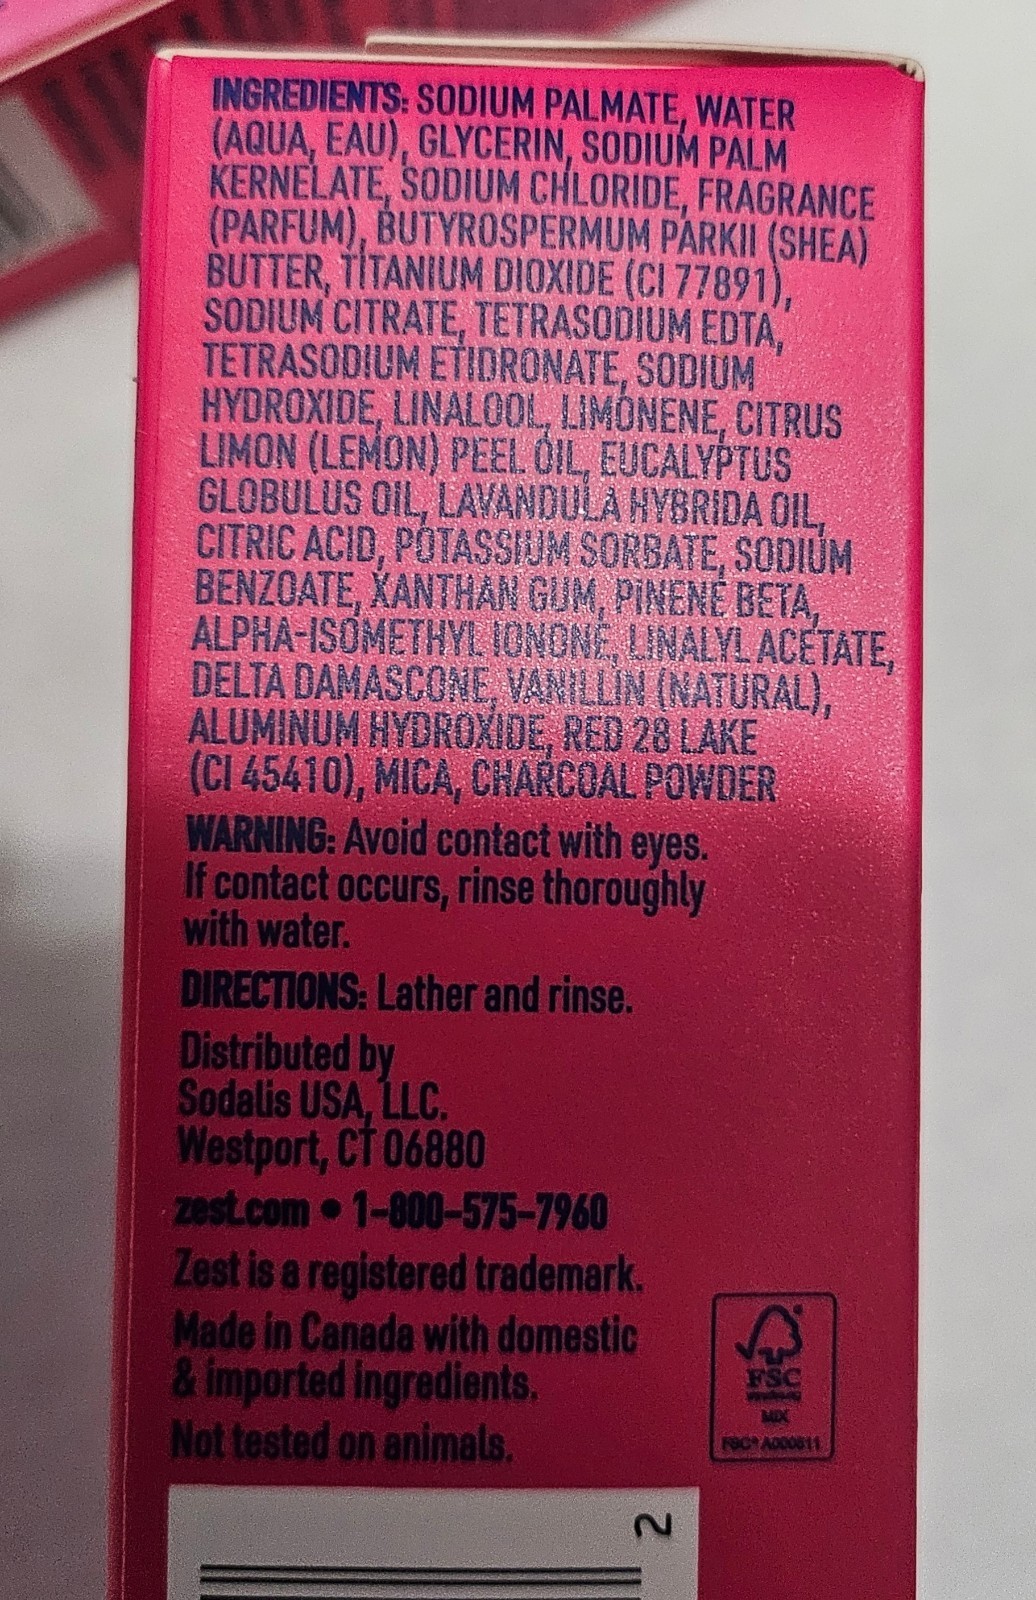 INGREDIENTS: SODIUM PALMATE, WATER
(AQUA, EAU), GLYCERIN, SODIUM PALM
KERNELATE, SODIUM CHLORIDE, FRAGRANCE
(PARFUM), BUTYROSPERMUM PARKII (SHEA)
BUTTER, TITANIUM DIOXIDE (CI 77891),
SODIUM CITRATE, TETRASODIUM EDTA,
TETRASODIUM ETIDRONATE, SODIUM
HYDROXIDE, LINALOOL, LIMONENE, CITRUS
LIMON (LEMON) PEEL OIL, EUCALYPTUS
GLOBULUS OIL, LAVANDULA HYBRIDA OIL,
CITRIC ACID, POTASSIUM SORBATE, SODIUM
BENZOATE, XANTHAN GUM, PINENE BETA,
ALPHA-ISOMETHYL IONONE, LINALYL ACETATE,
DELTA DAMASCONE, VANILLIN (NATURAL),
ALUMINUM HYDROXIDE, RED 28 LAKE
(CI 45410), MICA, CHARCOAL POWDER
WARNING: Avoid contact with eyes.
If contact occurs, rinse thoroughly
with water.
DIRECTIONS: Lather and rinse.
Distributed by
Sodalis USA, LLC.
Westport, CT 06880
zest.com • 1-800-575-7960
Zest is a registered trademark.
Made in Canada with domestic
& imported ingredients.
Not tested on animals.
FSC
MIX
FSC® A000511
2